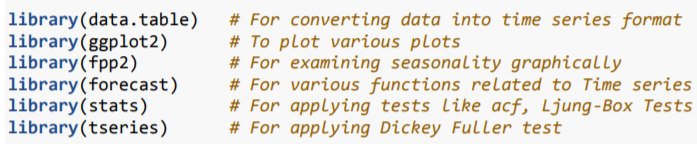 library(data.table)   # For converting data into time series format
library(ggplot2)      # To plot various plots
library(fpp2)         # For examining seasonality graphically
library(forecast)     # For various functions related to Time series
library(stats)        # For applying tests like acf, Ljung-Box Tests
library(tseries)      # For applying Dickey Fuller test